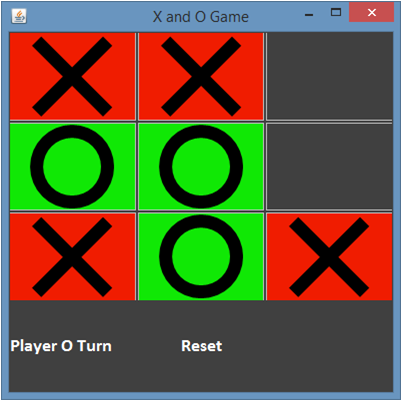 X and O Game
X X
O O
X O X
Player O Turn Reset